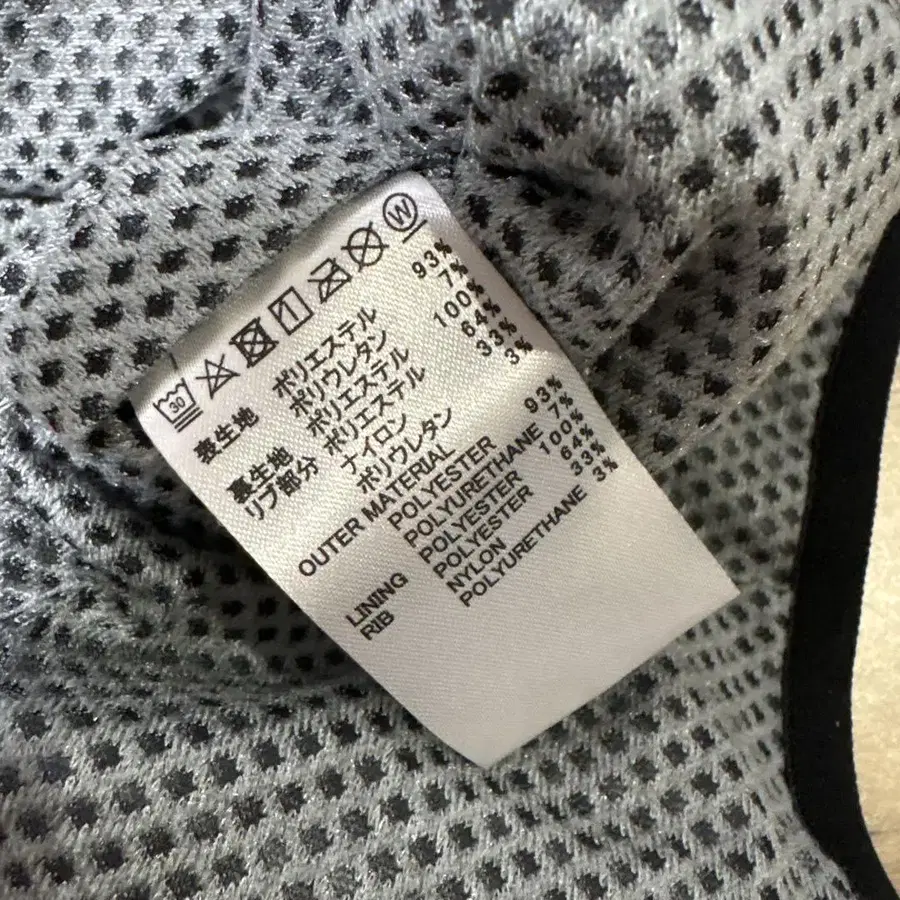 30 W
表生地 ポリエステル 93%
ポリウレタン 7%
裏生地 ポリエステル 100%
リブ部分 ポリエステル 64%
ナイロン 33%
ポリウレタン 3%
OUTER MATERIAL
POLYESTER 93%
POLYURETHANE 7%
LINING POLYESTER 100%
RIB POLYESTER 64%
NYLON 33%
POLYURETHANE 3%